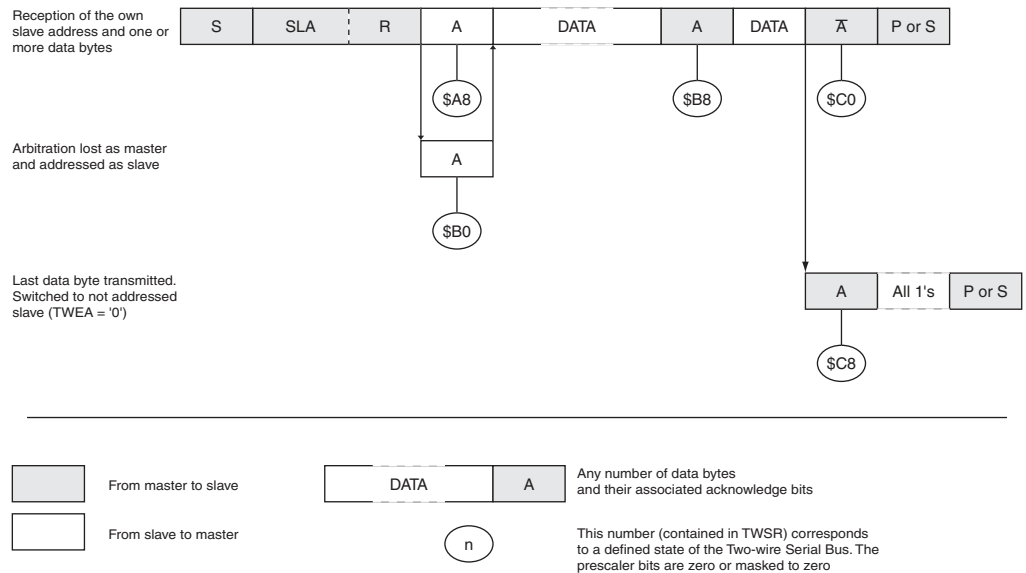 Reception of the own
slave address and one or
more data bytes
S SLA R A DATA A DATA A̅ P or S
$A8 $B8 $C0
Arbitration lost as master
and addressed as slave
A
$B0
Last data byte transmitted.
Switched to not addressed
slave (TWEA = '0')
A All 1's P or S
$C8
From master to slave
DATA A
Any number of data bytes
and their associated acknowledge bits
From slave to master
n
This number (contained in TWSR) corresponds
to a defined state of the Two-wire Serial Bus. The
prescaler bits are zero or masked to zero